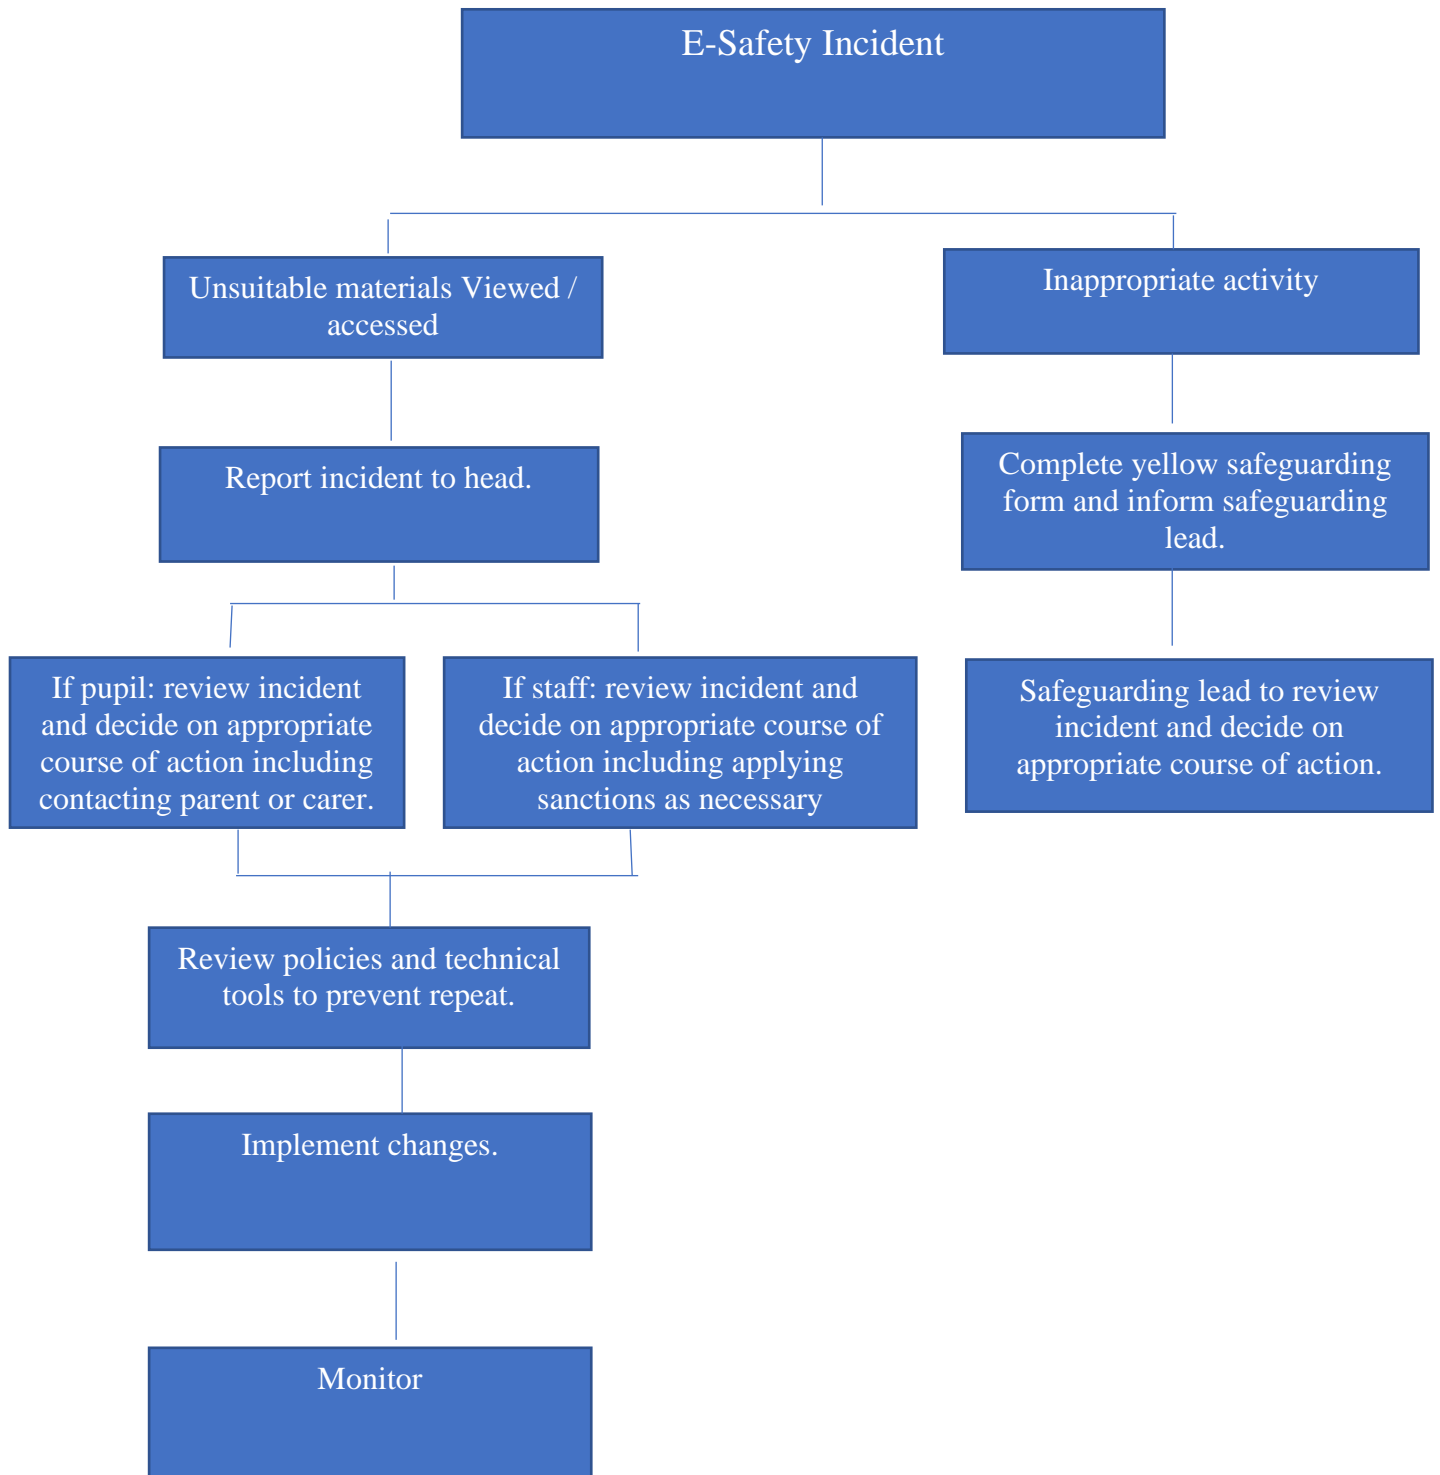 E-Safety Incident
Unsuitable materials Viewed /
accessed
Inappropriate activity
Report incident to head.
Complete yellow safeguarding
form and inform safeguarding
lead.
If pupil: review incident
and decide on appropriate
course of action including
contacting parent or carer.
If staff: review incident and
decide on appropriate course of
action including applying
sanctions as necessary
Safeguarding lead to review
incident and decide on
appropriate course of action.
Review policies and technical
tools to prevent repeat.
Implement changes.
Monitor